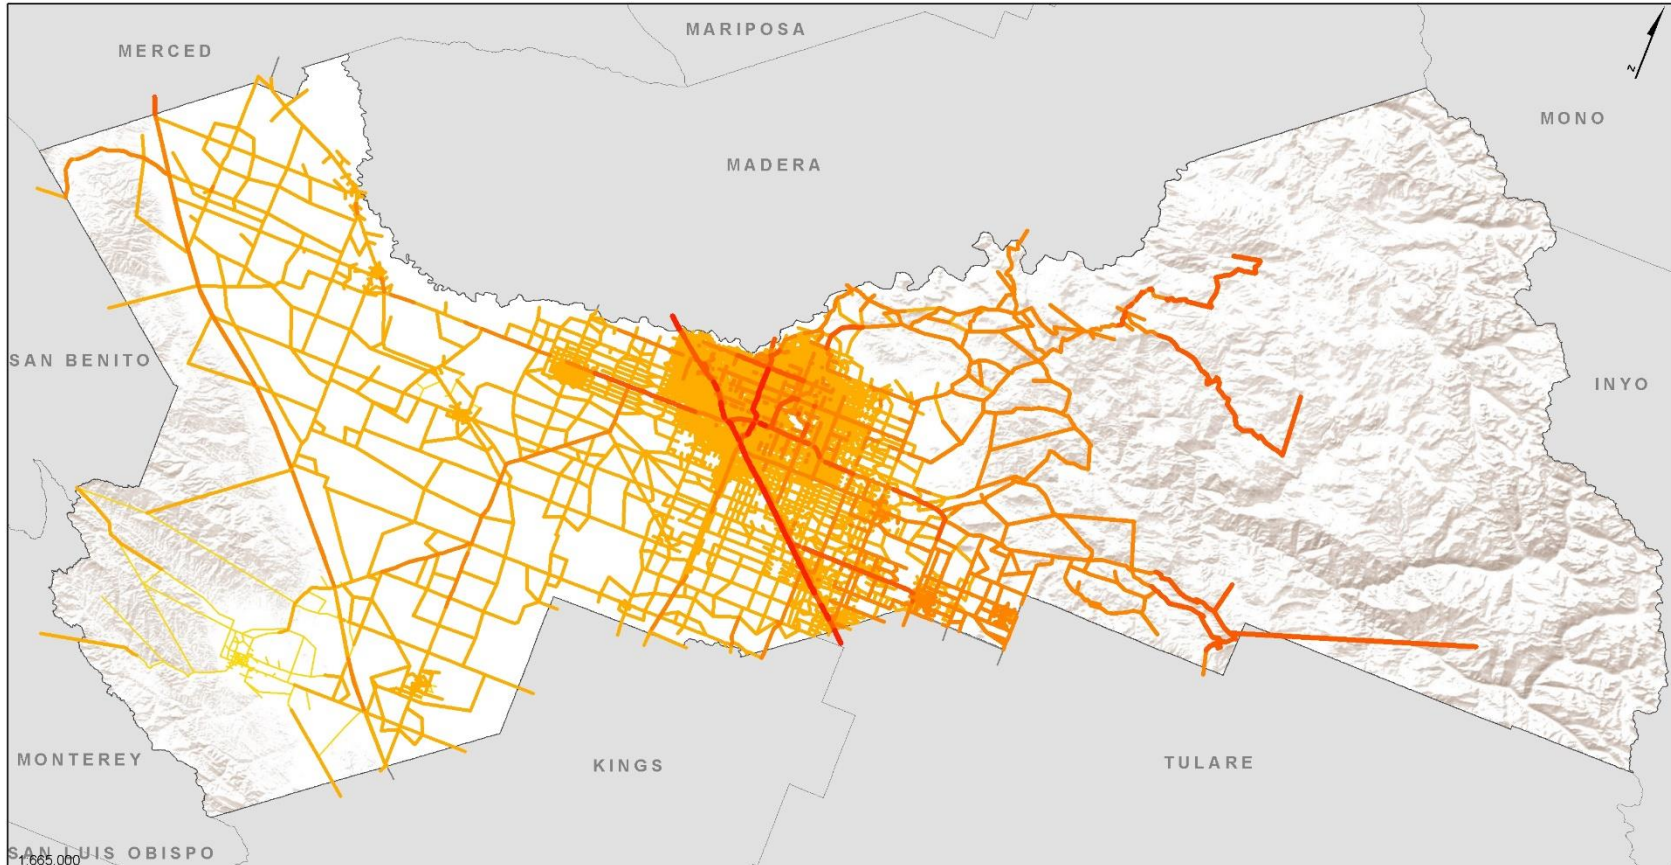 MARIPOSA
MERCED
z
MONO
MADERA
SAN BENITO
INYO
MONTEREY
KINGS
TULARE
SAN LUIS OBISPO
1:665,000